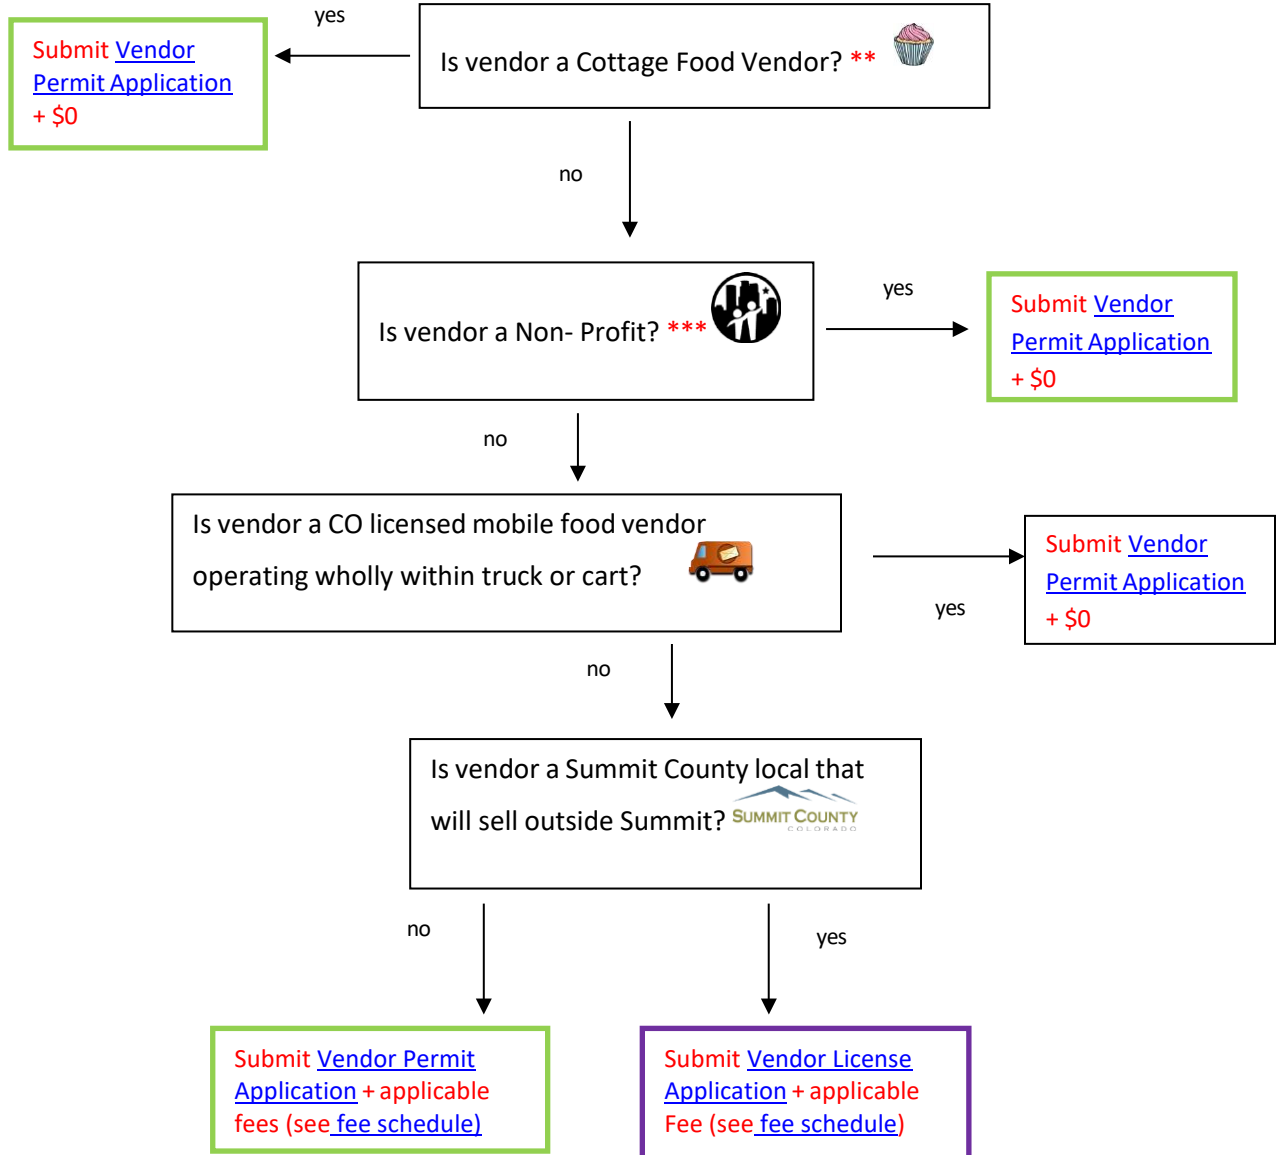 yes
Submit Vendor
Permit Application
+ $0
Is vendor a Cottage Food Vendor? **
no
Is vendor a Non- Profit? ***
yes
Submit Vendor
Permit Application
+ $0
no
Is vendor a CO licensed mobile food vendor
operating wholly within truck or cart?
yes
Submit Vendor
Permit Application
+ $0
no
Is vendor a Summit County local that
will sell outside Summit?
SUMMIT COUNTY
COLORADO
no
yes
Submit Vendor Permit
Application + applicable
fees (see fee schedule)
Submit Vendor License
Application + applicable
Fee (see fee schedule)